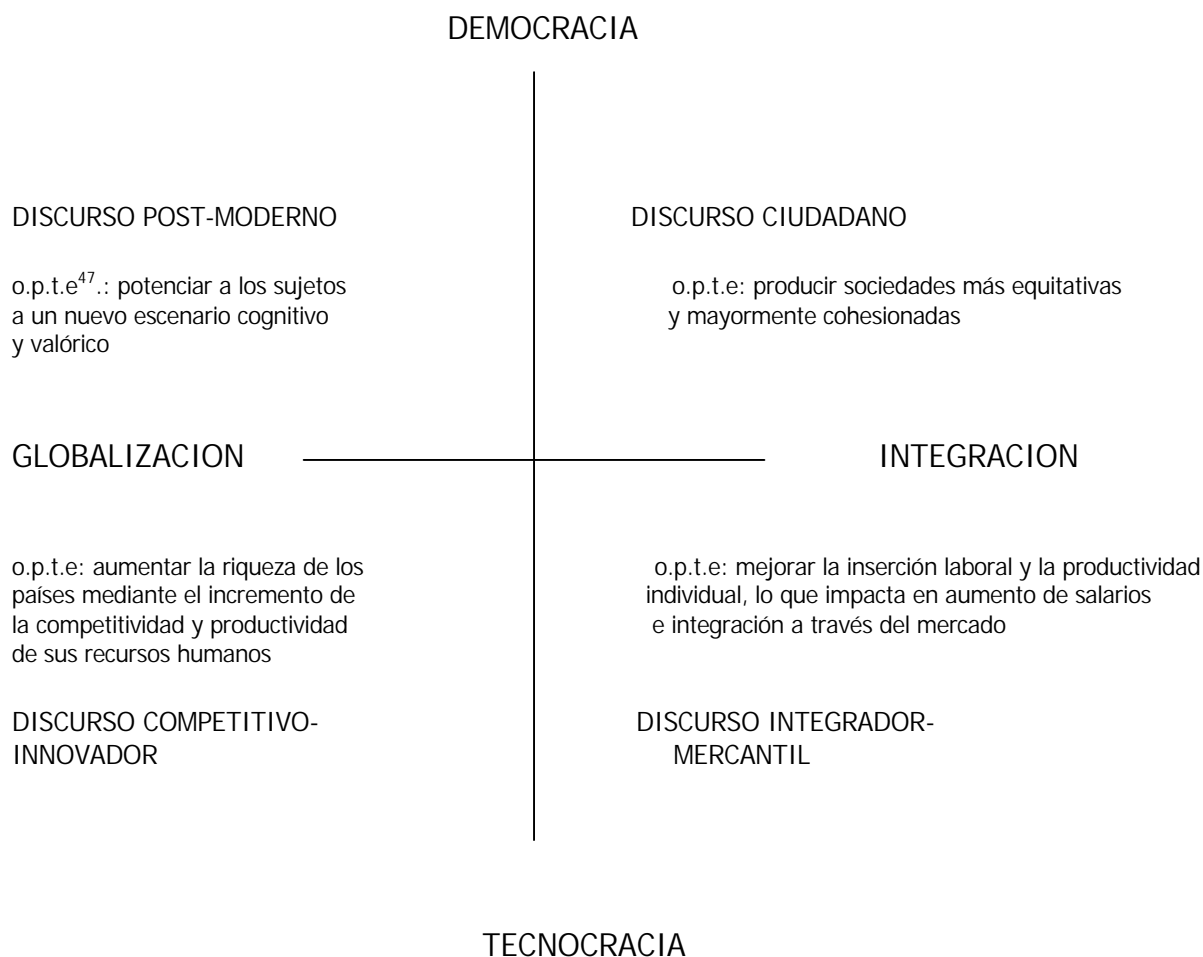 DEMOCRACIA
DISCURSO POST-MODERNO
o.p.t.e47.: potenciar a los sujetos
a un nuevo escenario cognitivo
y valórico
DISCURSO CIUDADANO
o.p.t.e: producir sociedades más equitativas
y mayormente cohesionadas
GLOBALIZACION
INTEGRACION
o.p.t.e: aumentar la riqueza de los
países mediante el incremento de
la competitividad y productividad
de sus recursos humanos
DISCURSO COMPETITIVO-
INNOVADOR
o.p.t.e: mejorar la inserción laboral y la productividad
individual, lo que impacta en aumento de salarios
e integración a través del mercado
DISCURSO INTEGRADOR-
MERCANTIL
TECNOCRACIA